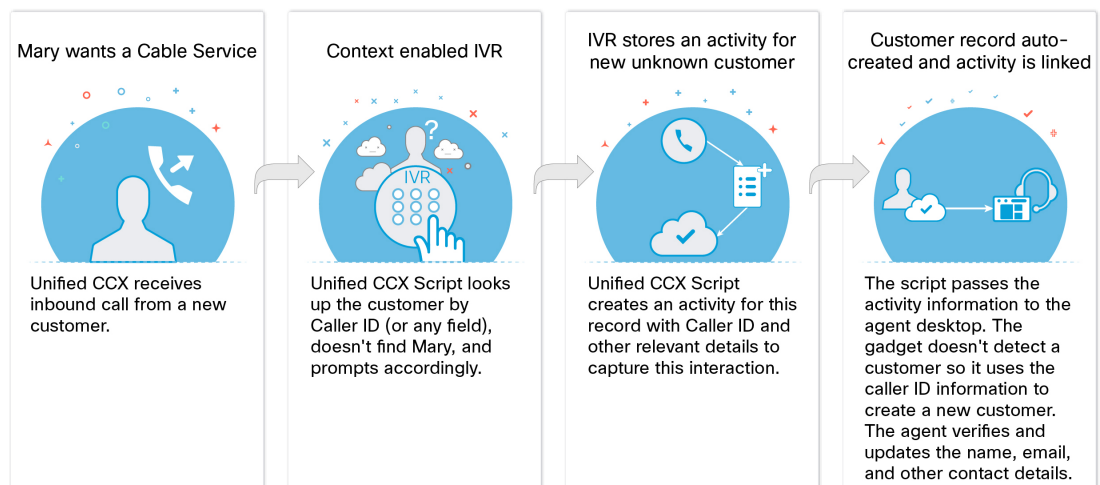 Mary wants a Cable Service
Unified CCX receives
inbound call from a new
customer.
Context enabled IVR
?
IVR
Unified CCX Script looks
up the customer by
Caller ID (or any field),
doesn't find Mary, and
prompts accordingly.
IVR stores an activity for
new unknown customer
Unified CCX Script
creates an activity for this
record with Caller ID and
other relevant details to
capture this interaction.
Customer record auto-
created and activity is linked
The script passes the
activity information to the
agent desktop. The
gadget doesn't detect a
customer so it uses the
caller ID information to
create a new customer.
The agent verifies and
updates the name, email,
and other contact details.